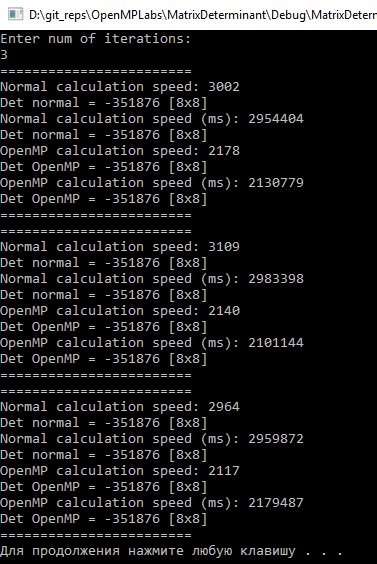 D:\git_reps\OpenMPLabs\MatrixDeterminant\Debug\MatrixDetern
Enter num of iterations:
3
========================
Normal calculation speed: 3002
Det normal = -351876 [8x8]
Normal calculation speed (ms): 2954404
Det normal = -351876 [8x8]
OpenMP calculation speed: 2178
Det OpenMP = -351876 [8x8]
OpenMP calculation speed (ms): 2130779
Det OpenMP = -351876 [8x8]
========================
========================
Normal calculation speed: 3109
Det normal = -351876 [8x8]
Normal calculation speed (ms): 2983398
Det normal = -351876 [8x8]
OpenMP calculation speed: 2140
Det OpenMP = -351876 [8x8]
OpenMP calculation speed (ms): 2101144
Det OpenMP = -351876 [8x8]
========================
========================
Normal calculation speed: 2964
Det normal = -351876 [8x8]
Normal calculation speed (ms): 2959872
Det normal = -351876 [8x8]
OpenMP calculation speed: 2117
Det OpenMP = -351876 [8x8]
OpenMP calculation speed (ms): 2179487
Det OpenMP = -351876 [8x8]
========================
Для продолжения нажмите любую клавишу . . .